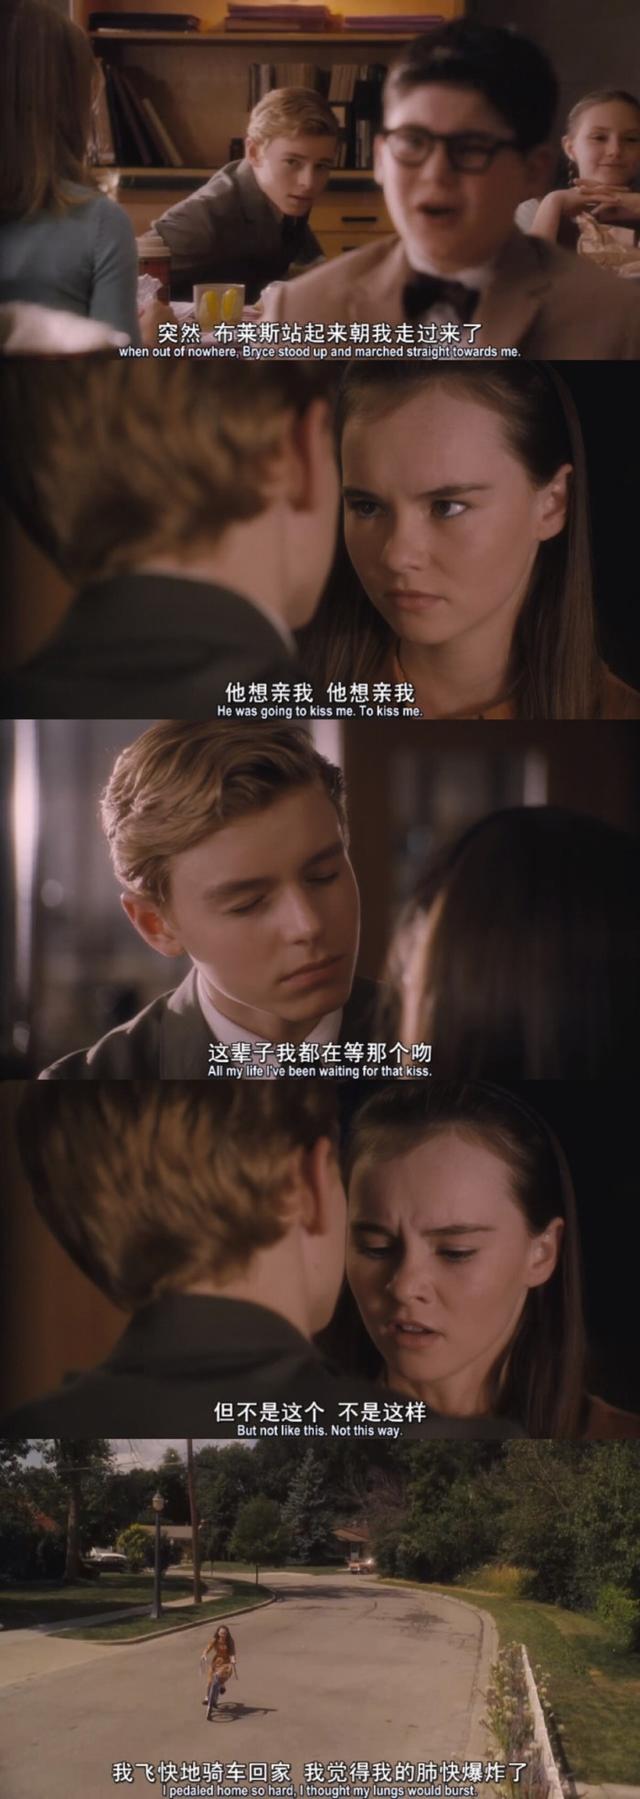 突然 布莱斯站起来朝我走过来了
when out of nowhere, Bryce stood up and marched straight towards me.
他想亲我 他想亲我
He was going to kiss me. To kiss me.
这辈子我都在等那个吻
All my life I've been waiting for that kiss.
但不是这个 不是这样
But not like this. Not this way.
我飞快地骑车回家 我觉得我的肺快爆炸了
I pedaled home so hard, I thought my lungs would burst.